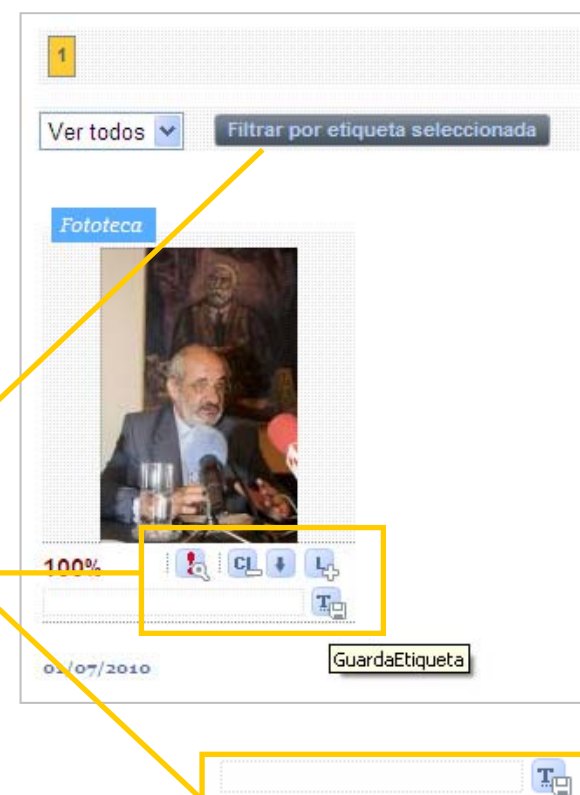 1
Ver todos
Filtrar por etiqueta seleccionada
Fototeca
100%
CL
L
T
GuardaEtiqueta
01/07/2010
T